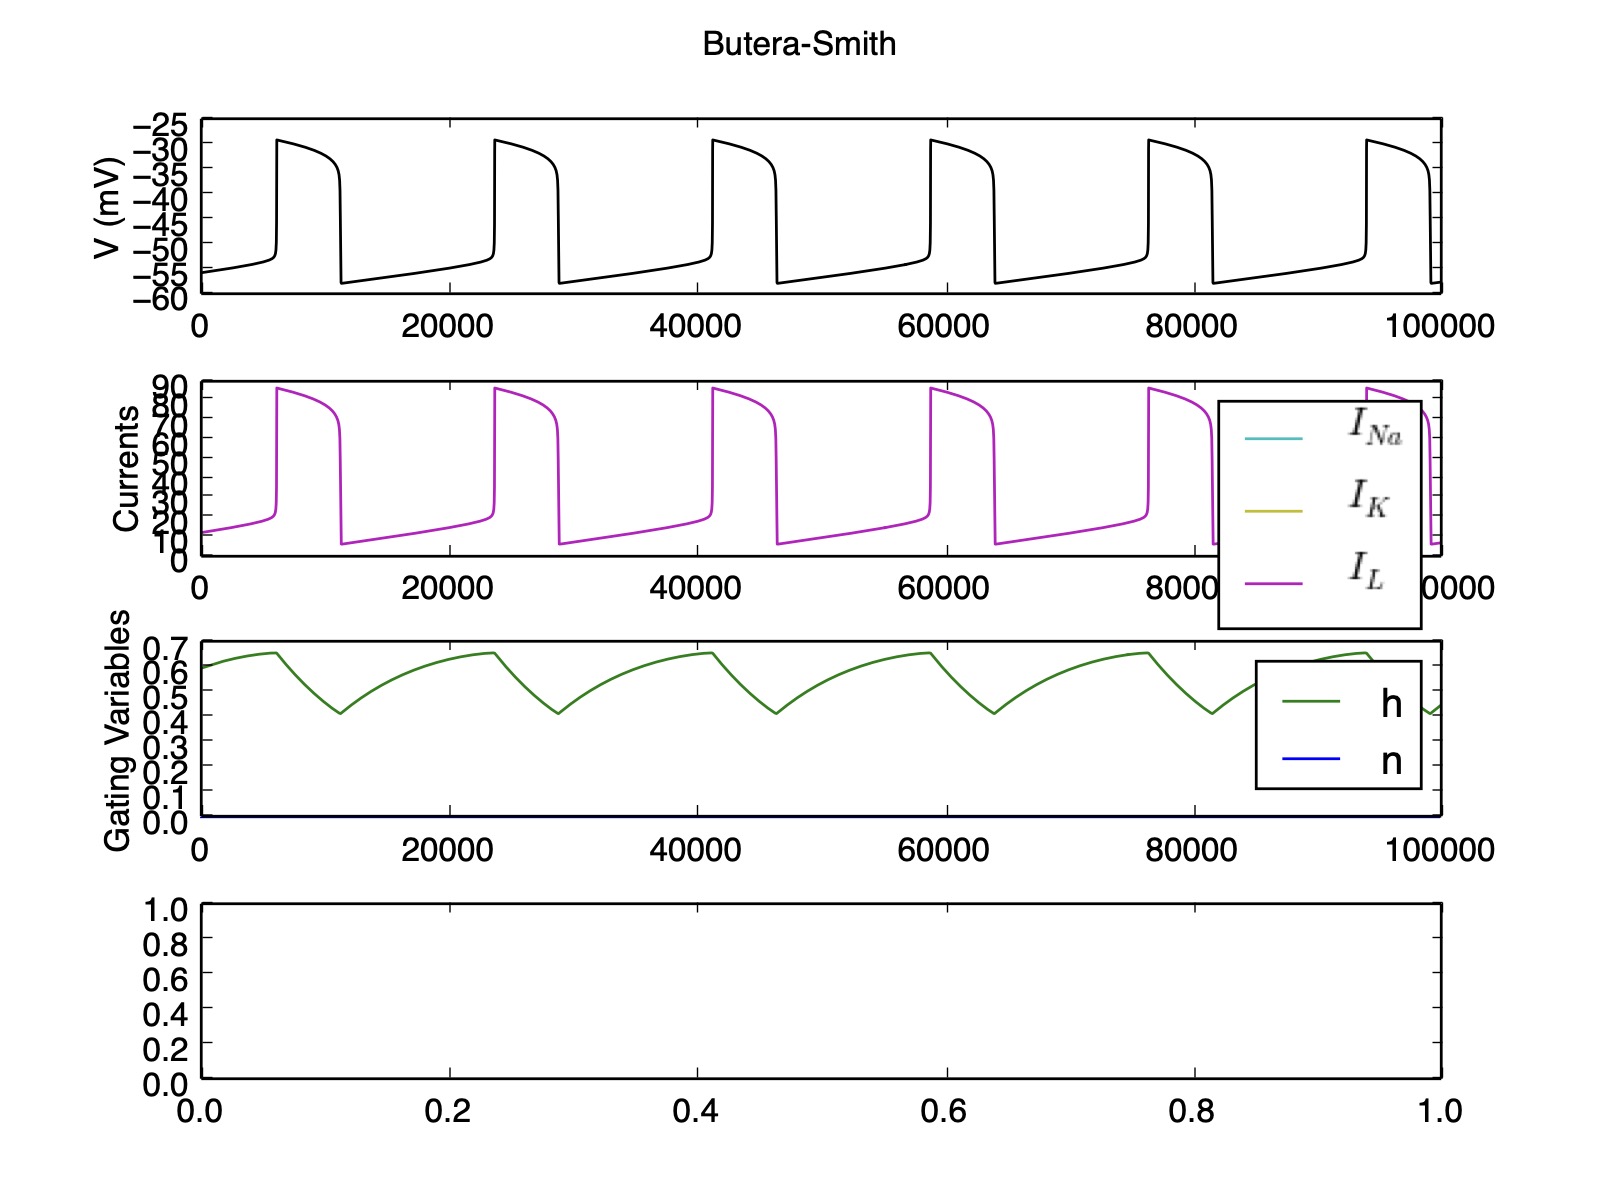 Butera-Smith
V (mV)
−25
−30
−35
−40
−45
−50
−55
−60
0 20000 40000 60000 80000 100000
Currents
90
80
70
60
50
40
30
20
10
0
0 20000 40000 60000 8000 0000
I_Na
I_K
I_L
Gating Variables
0.7
0.6
0.5
0.4
0.3
0.2
0.1
0.0
0 20000 40000 60000 80000 100000
h
n
1.0
0.8
0.6
0.4
0.2
0.0
0.0 0.2 0.4 0.6 0.8 1.0